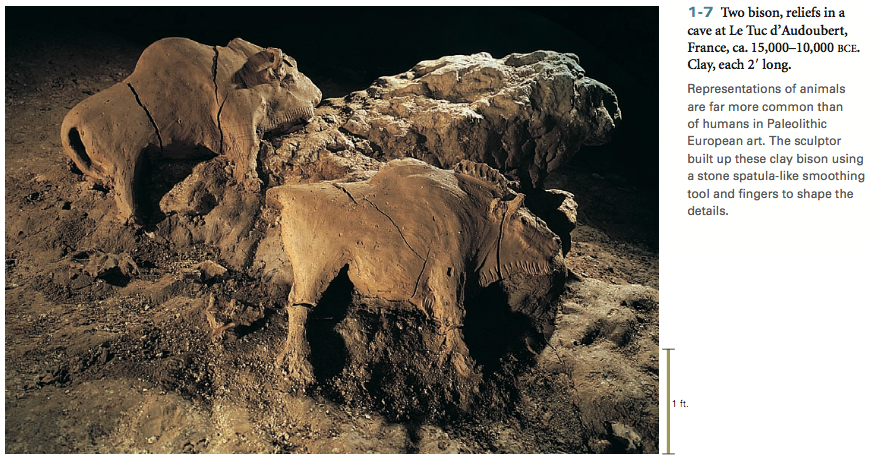 1-7 Two bison, reliefs in a
cave at Le Tuc d’Audoubert,
France, ca. 15,000–10,000 BCE.
Clay, each 2′ long.
Representations of animals
are far more common than
of humans in Paleolithic
European art. The sculptor
built up these clay bison using
a stone spatula-like smoothing
tool and fingers to shape the
details.
1 ft.